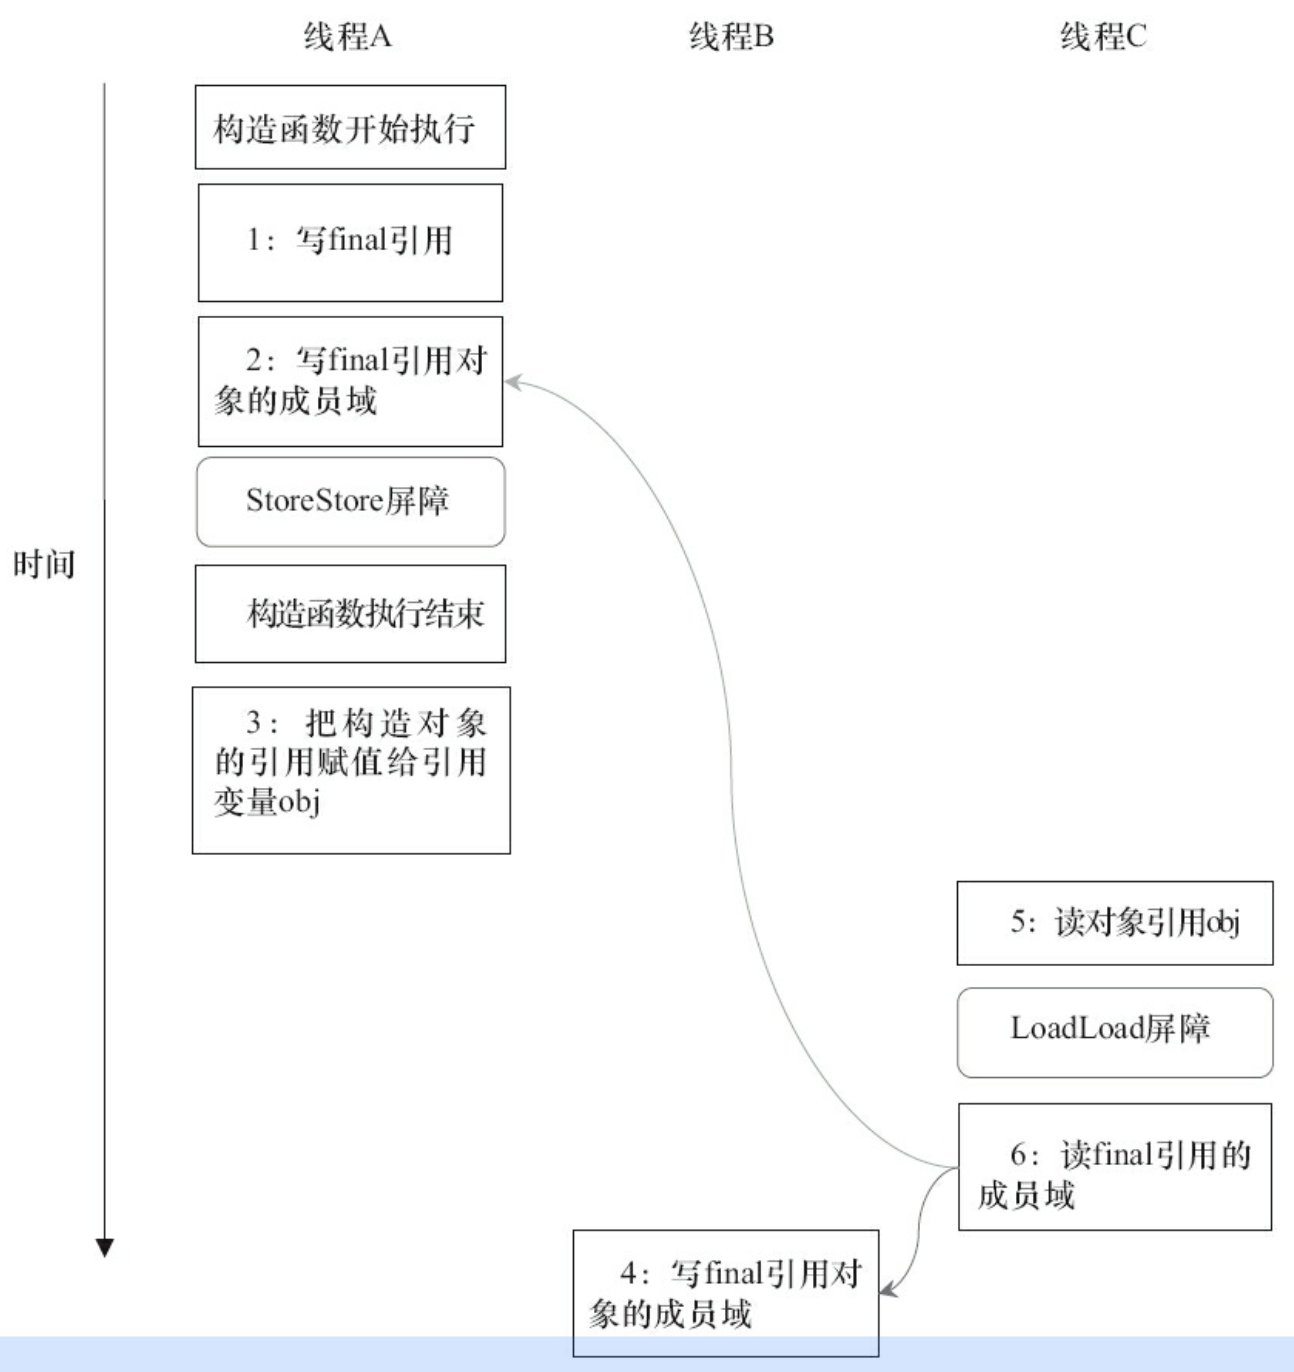 线程A
线程B
线程C
构造函数开始执行
1：写final引用
2：写final引用对
象的成员域
StoreStore屏障
时间
构造函数执行结束
3：把构造对象
的引用赋值给引用
变量obj
5：读对象引用obj
LoadLoad屏障
6：读final引用的
成员域
4：写final引用对
象的成员域